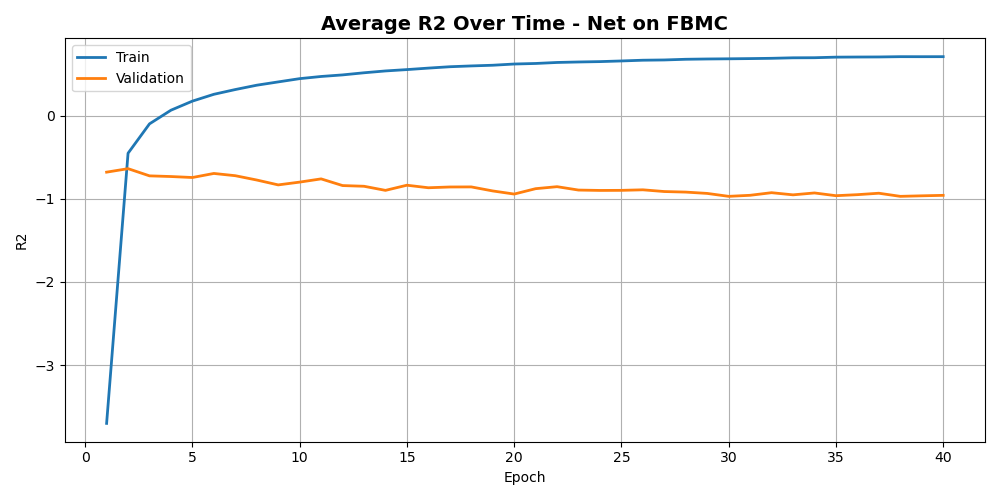 Average R2 Over Time - Net on FBMC
Train
Validation
0
−1
−2
−3
R2
0 5 10 15 20 25 30 35 40
Epoch